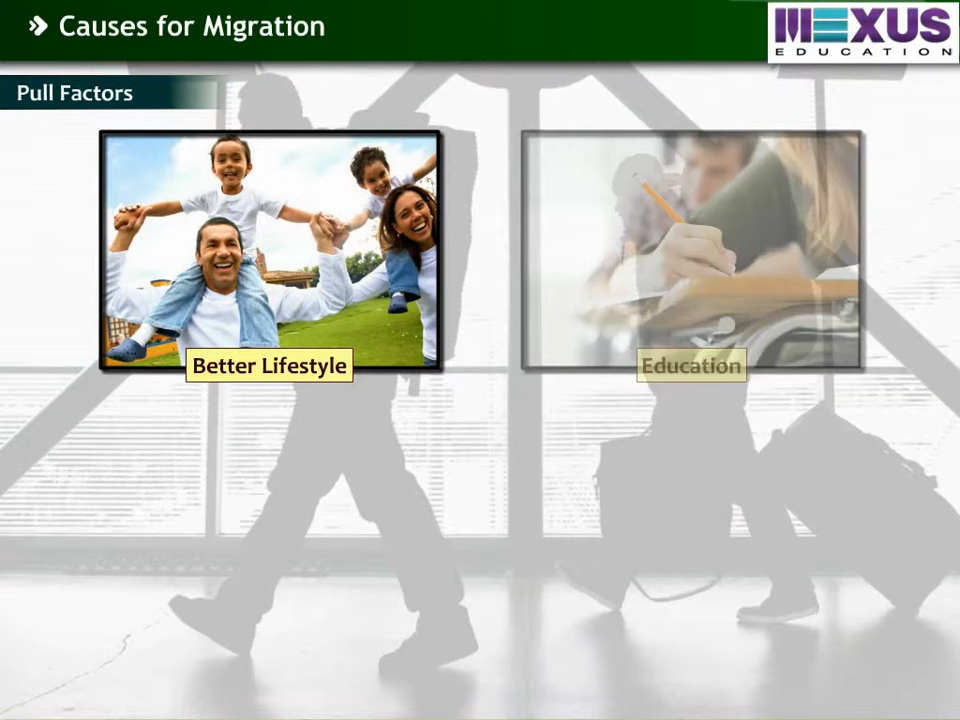 Causes for Migration
MEXUS
EDUCATION
Pull Factors
Better Lifestyle
Education